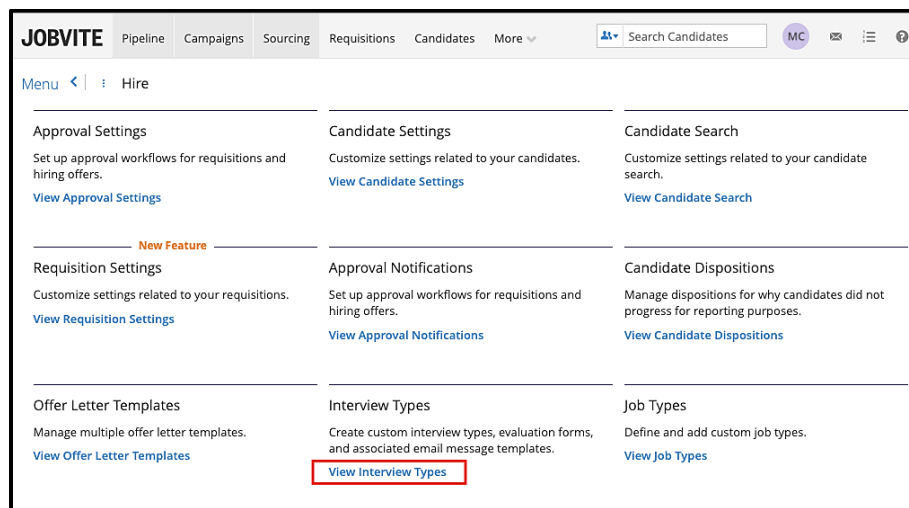 JOBVITE Pipeline Campaigns Sourcing Requisitions Candidates More Search Candidates MC
Menu Hire
Approval Settings
Set up approval workflows for requisitions and
hiring offers.
View Approval Settings
Candidate Settings
Customize settings related to your candidates.
View Candidate Settings
Candidate Search
Customize settings related to your candidate
search.
View Candidate Search
New Feature
Requisition Settings
Customize settings related to your requisitions.
View Requisition Settings
Approval Notifications
Set up approval workflows for requisitions and
hiring offers.
View Approval Notifications
Candidate Dispositions
Manage dispositions for why candidates did not
progress for reporting purposes.
View Candidate Dispositions
Offer Letter Templates
Manage multiple offer letter templates.
View Offer Letter Templates
Interview Types
Create custom interview types, evaluation forms,
and associated email message templates.
View Interview Types
Job Types
Define and add custom job types.
View Job Types